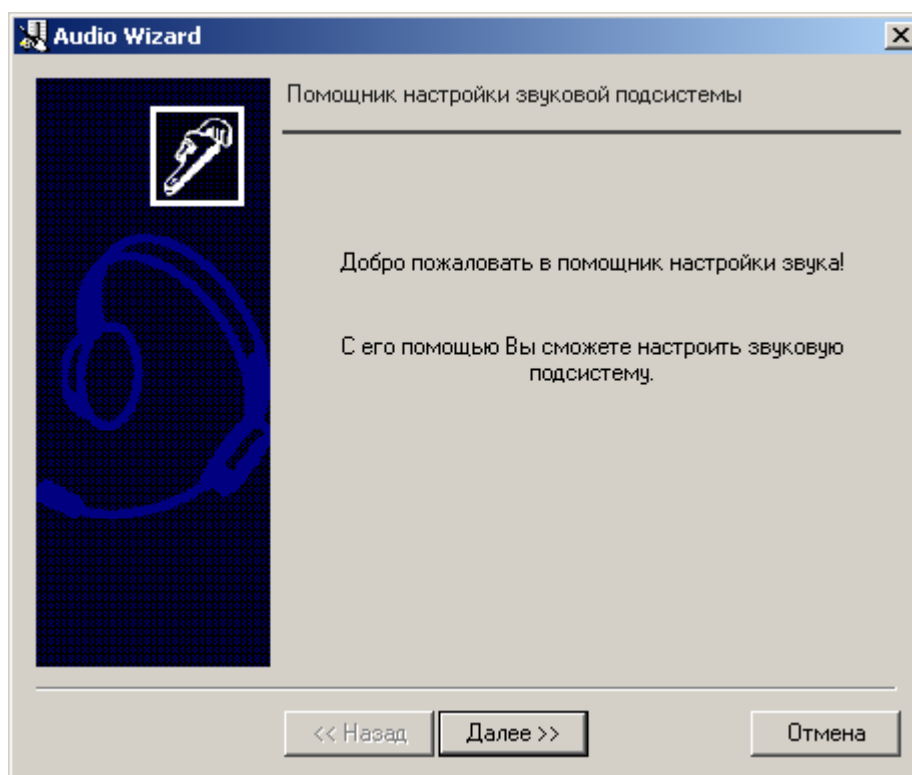 Audio Wizard
Помощник настройки звуковой подсистемы
Добро пожаловать в помощник настройки звука!
С его помощью Вы сможете настроить звуковую
подсистему.
<< Назад
Далее >>
Отмена